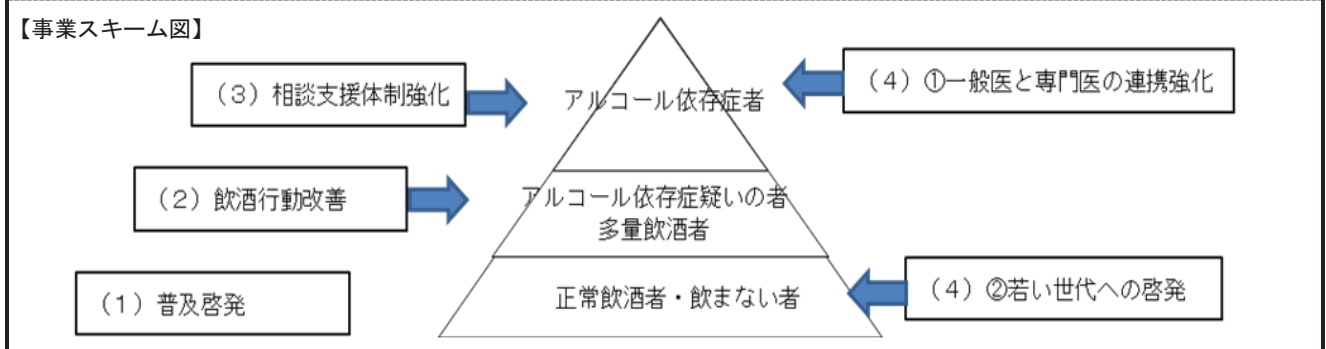 【事業スキーム図】
(3)相談支援体制強化
アルコール依存症者
(4)①一般医と専門医の連携強化
(2)飲酒行動改善
アルコール依存症疑いの者
多量飲酒者
(1)普及啓発
正常飲酒者・飲まない者
(4)②若い世代への啓発